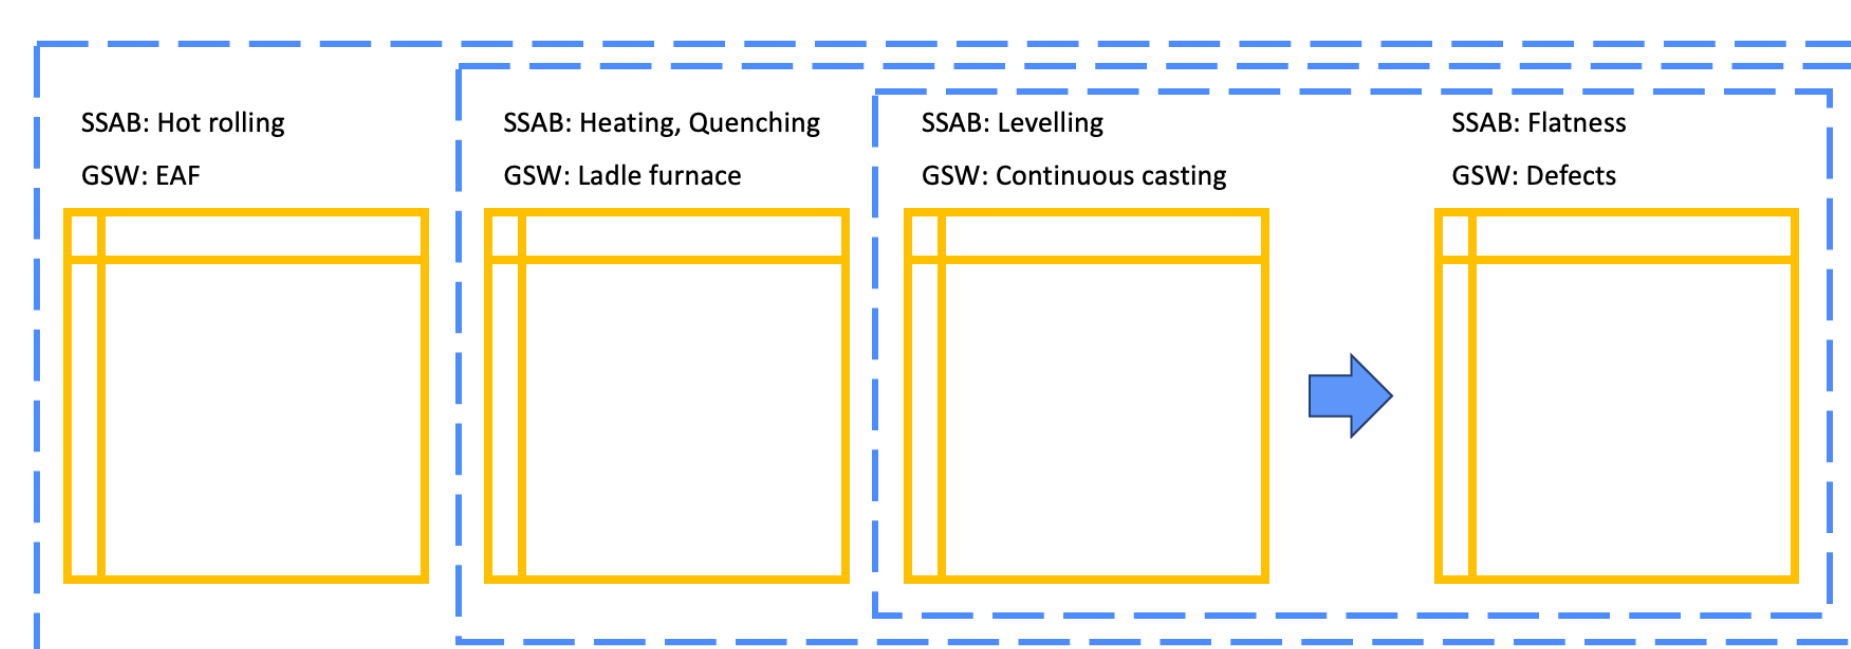 SSAB: Hot rolling
GSW: EAF
SSAB: Heating, Quenching
GSW: Ladle furnace
SSAB: Levelling
GSW: Continuous casting
SSAB: Flatness
GSW: Defects